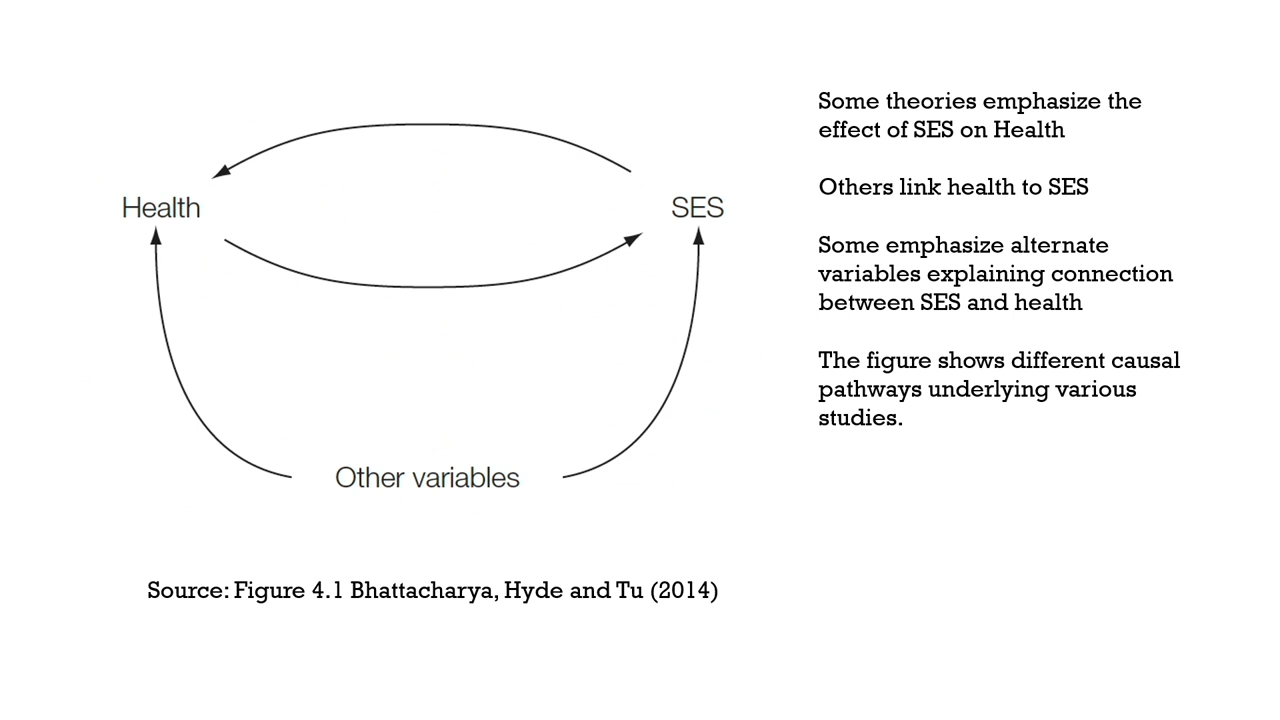 Some theories emphasize the
effect of SES on Health
Others link health to SES
Some emphasize alternate
variables explaining connection
between SES and health
The figure shows different causal
pathways underlying various
studies.
Health
SES
Other variables
Source: Figure 4.1 Bhattacharya, Hyde and Tu (2014)